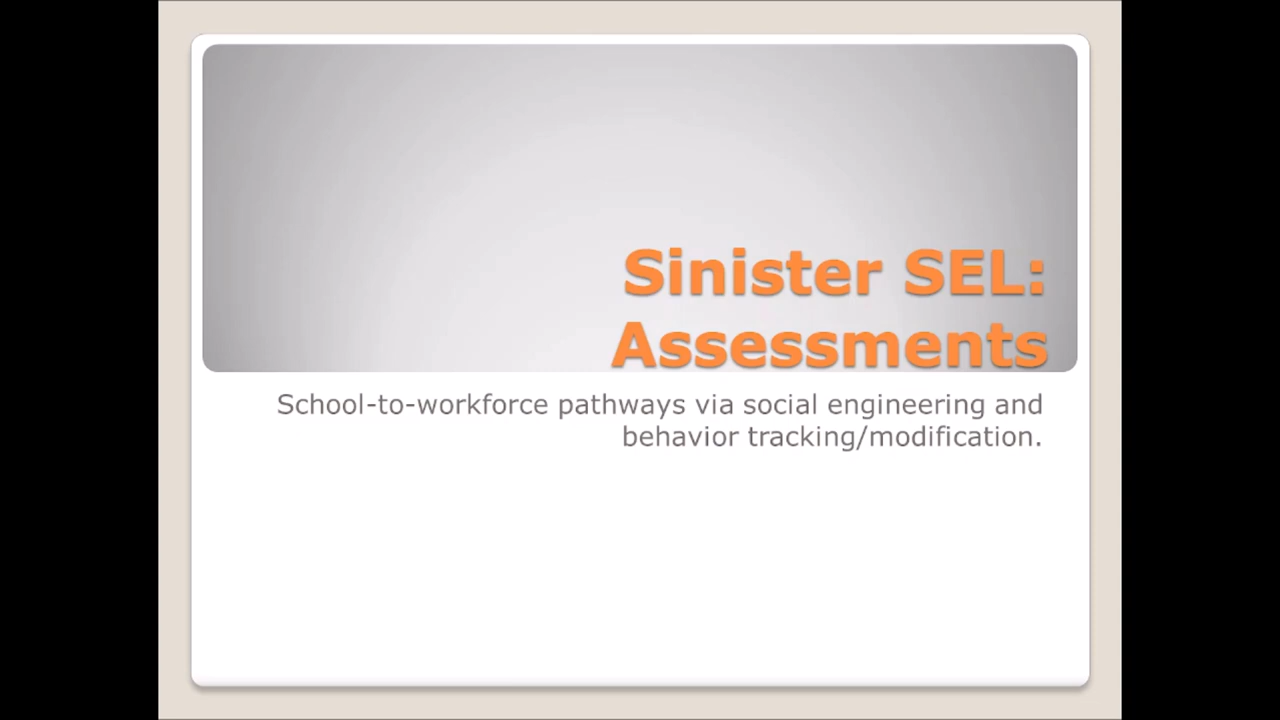 Sinister SEL:
Assessments
School-to-workforce pathways via social engineering and
behavior tracking/modification.